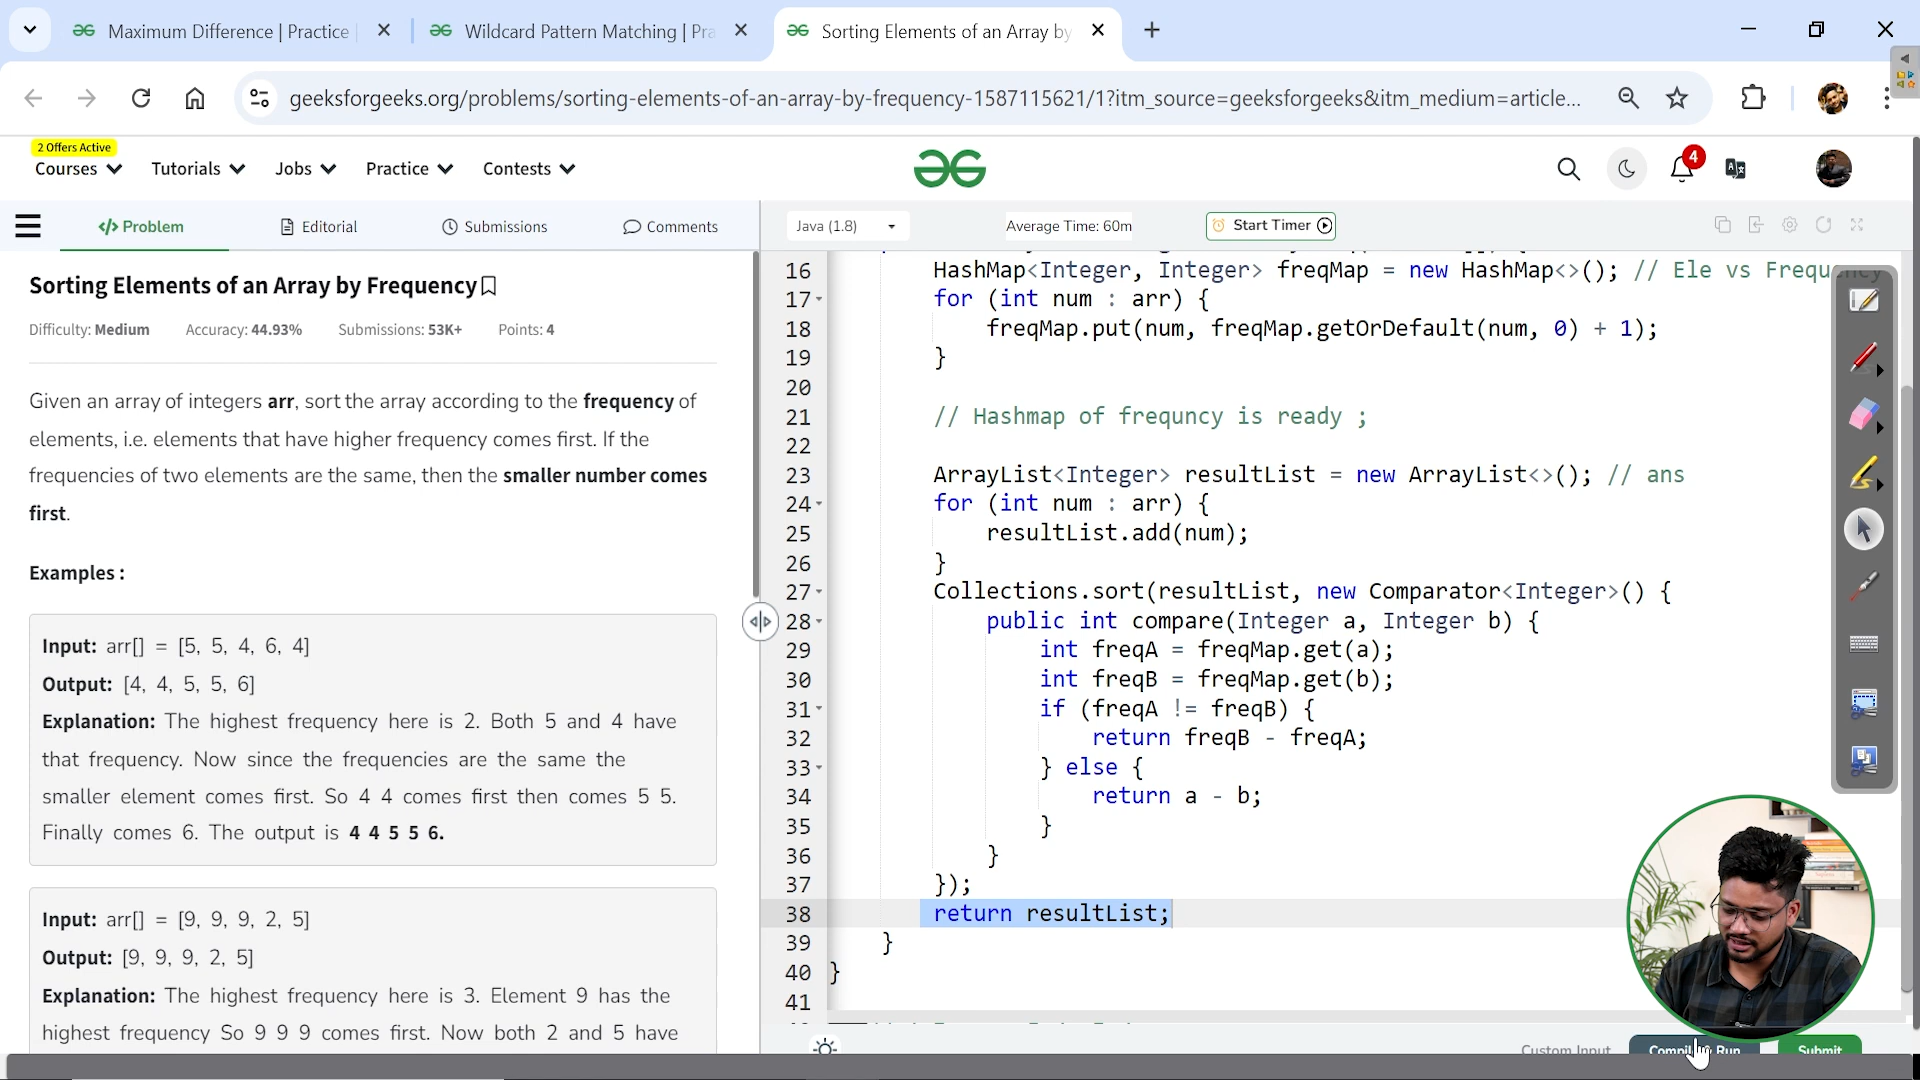 Maximum Difference | Practice
Wildcard Pattern Matching | Pra
Sorting Elements of an Array by
geeksforgeeks.org/problems/sorting-elements-of-an-array-by-frequency-1587115621/1?itm_source=geeksforgeeks&itm_medium=article...
2 Offers Active
Courses
Tutorials
Jobs
Practice
Contests
4
</> Problem
Editorial
Submissions
Comments
Java (1.8)
Average Time: 60m
Start Timer
Sorting Elements of an Array by Frequency
Difficulty: Medium
Accuracy: 44.93%
Submissions: 53K+
Points: 4
Given an array of integers arr, sort the array according to the frequency of
elements, i.e. elements that have higher frequency comes first. If the
frequencies of two elements are the same, then the smaller number comes
first.
Examples :
Input: arr[] = [5, 5, 4, 6, 4]
Output: [4, 4, 5, 5, 6]
Explanation: The highest frequency here is 2. Both 5 and 4 have
that frequency. Now since the frequencies are the same the
smaller element comes first. So 4 4 comes first then comes 5 5.
Finally comes 6. The output is 4 4 5 5 6.
Input: arr[] = [9, 9, 9, 2, 5]
Output: [9, 9, 9, 2, 5]
Explanation: The highest frequency here is 3. Element 9 has the
highest frequency So 9 9 9 comes first. Now both 2 and 5 have
16 HashMap<Integer, Integer> freqMap = new HashMap<>(); // Ele vs Frequency
17 for (int num : arr) {
18 freqMap.put(num, freqMap.getOrDefault(num, 0) + 1);
19 }
20
21 // Hashmap of frequncy is ready ;
22
23 ArrayList<Integer> resultList = new ArrayList<>(); // ans
24 for (int num : arr) {
25 resultList.add(num);
26 }
27 Collections.sort(resultList, new Comparator<Integer>() {
28 public int compare(Integer a, Integer b) {
29 int freqA = freqMap.get(a);
30 int freqB = freqMap.get(b);
31 if (freqA != freqB) {
32 return freqB - freqA;
33 } else {
34 return a - b;
35 }
36 }
37 });
38 return resultList;
39 }
40 }
41
Custom Input
Compile & Run
Submit